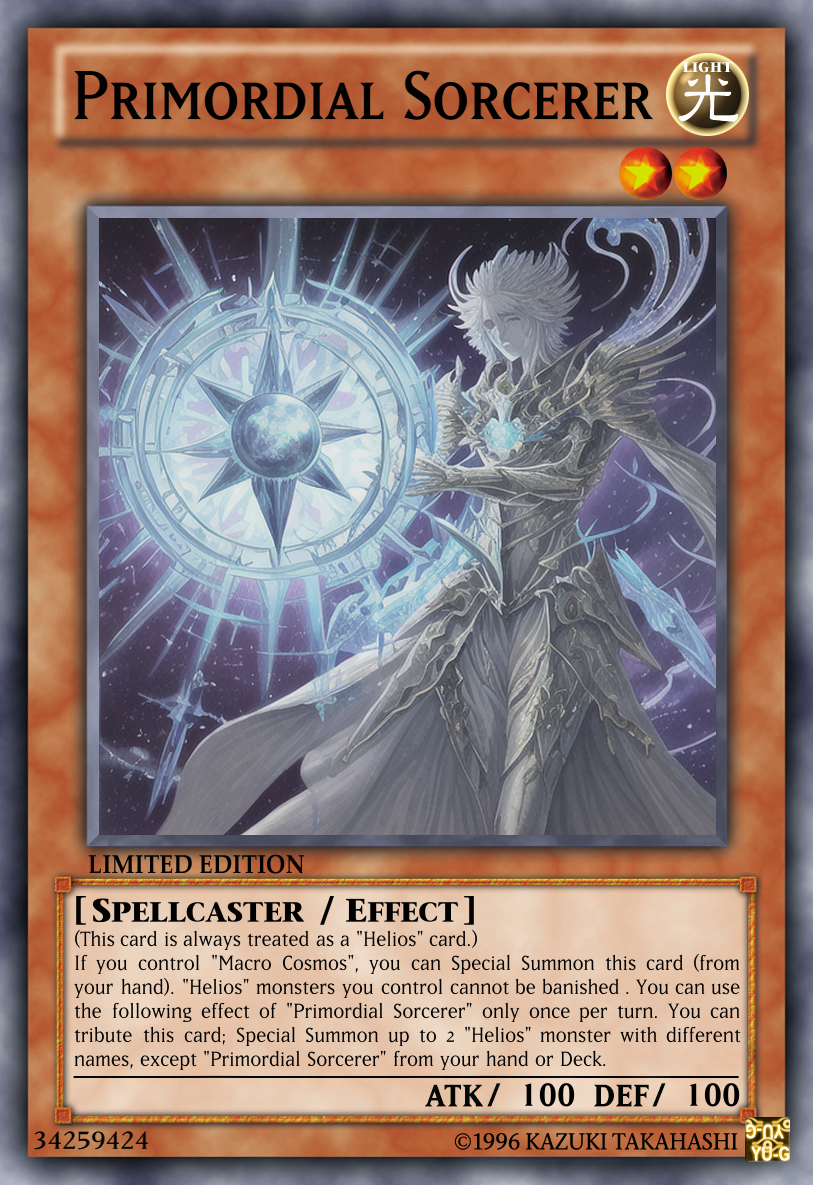 Primordial Sorcerer
LIGHT
光
LIMITED EDITION
[ Spellcaster / Effect ]
(This card is always treated as a "Helios" card.)
If you control "Macro Cosmos", you can Special Summon this card (from
your hand). "Helios" monsters you control cannot be banished . You can use
the following effect of "Primordial Sorcerer" only once per turn. You can
tribute this card; Special Summon up to 2 "Helios" monster with different
names, except "Primordial Sorcerer" from your hand or Deck.
ATK/ 100 DEF/ 100
34259424
©1996 KAZUKI TAKAHASHI